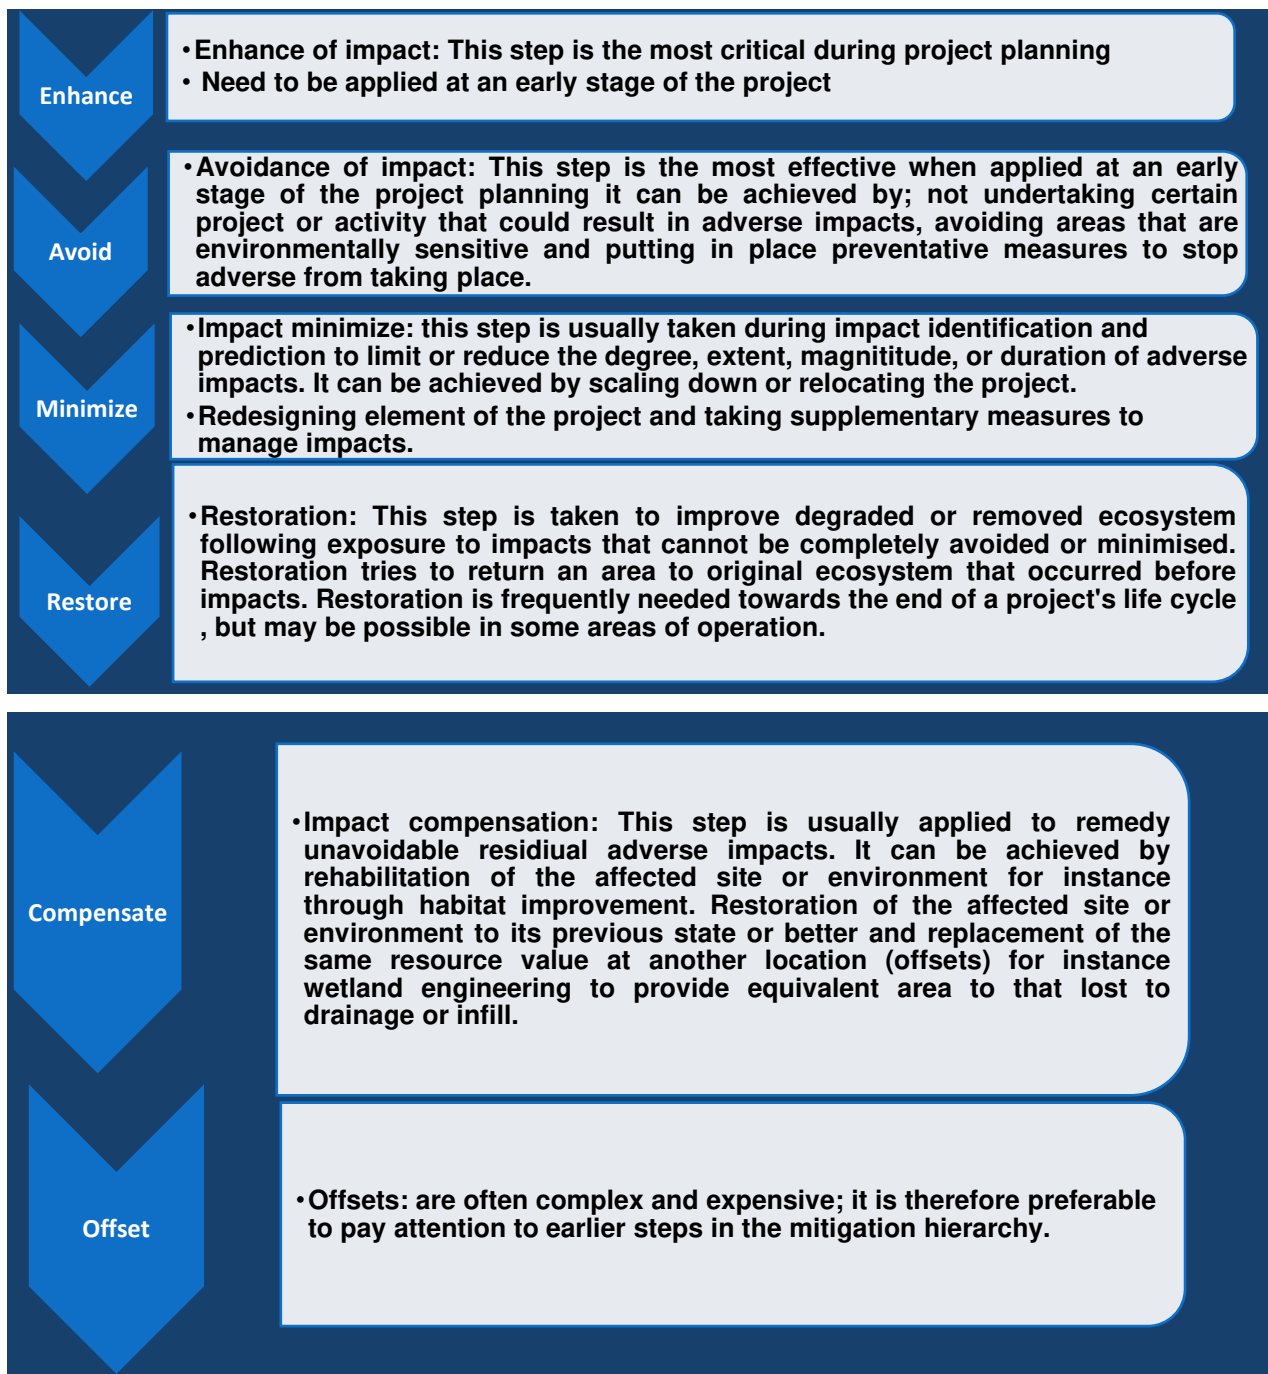 Enhance
•Enhance of impact: This step is the most critical during project planning
• Need to be applied at an early stage of the project
Avoid
•Avoidance of impact: This step is the most effective when applied at an early
stage of the project planning it can be achieved by; not undertaking certain
project or activity that could result in adverse impacts, avoiding areas that are
environmentally sensitive and putting in place preventative measures to stop
adverse from taking place.
Minimize
•Impact minimize: this step is usually taken during impact identification and
prediction to limit or reduce the degree, extent, magnititude, or duration of adverse
impacts. It can be achieved by scaling down or relocating the project.
•Redesigning element of the project and taking supplementary measures to
manage impacts.
Restore
•Restoration: This step is taken to improve degraded or removed ecosystem
following exposure to impacts that cannot be completely avoided or minimised.
Restoration tries to return an area to original ecosystem that occurred before
impacts. Restoration is frequently needed towards the end of a project's life cycle
, but may be possible in some areas of operation.
Compensate
•Impact compensation: This step is usually applied to remedy
unavoidable residiual adverse impacts. It can be achieved by
rehabilitation of the affected site or environment for instance
through habitat improvement. Restoration of the affected site or
environment to its previous state or better and replacement of the
same resource value at another location (offsets) for instance
wetland engineering to provide equivalent area to that lost to
drainage or infill.
Offset
•Offsets: are often complex and expensive; it is therefore preferable
to pay attention to earlier steps in the mitigation hierarchy.